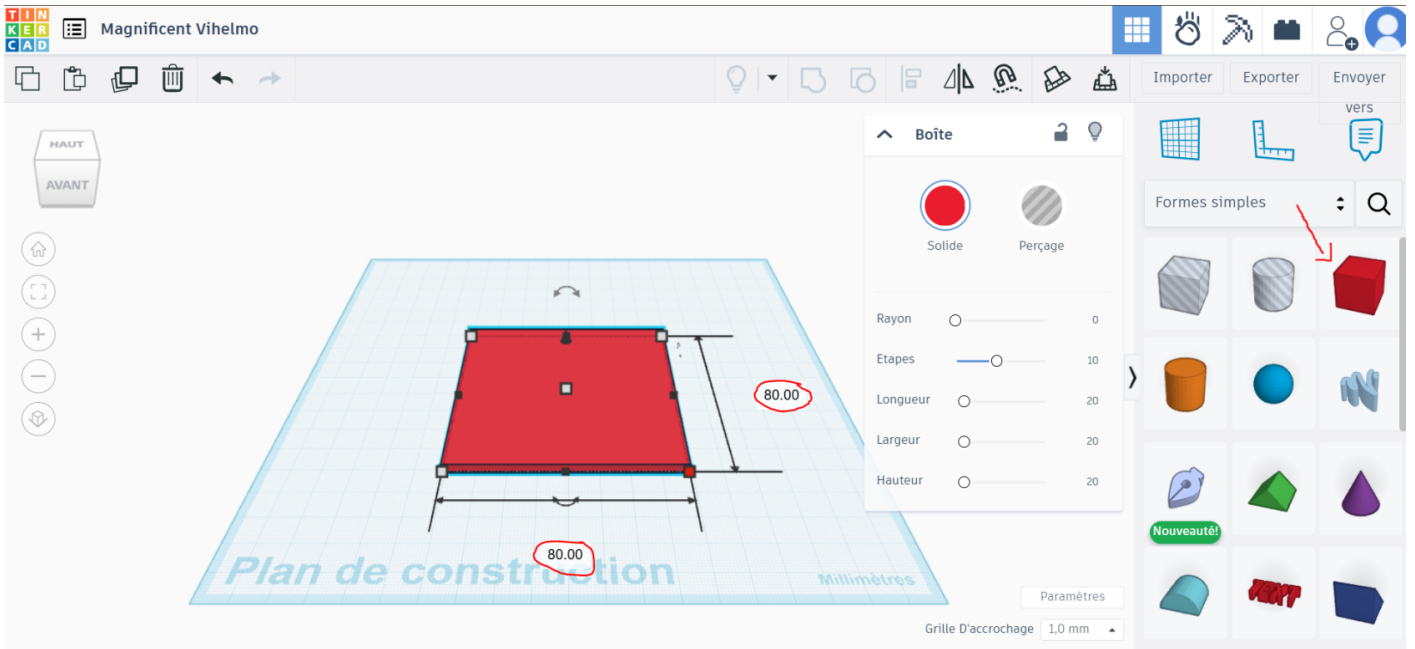 TIN
KER
CAD
Magnificent Vihelmo
Importer
Exporter
Envoyer
vers
HAUT
AVANT
Boîte
Solide
Perçage
Rayon 0
Etapes 10
Longueur 20
Largeur 20
Hauteur 20
Formes simples
80.00
80.00
Nouveauté!
TEXT
Plan de construction
Millimètres
Paramètres
Grille D'accrochage 1,0 mm